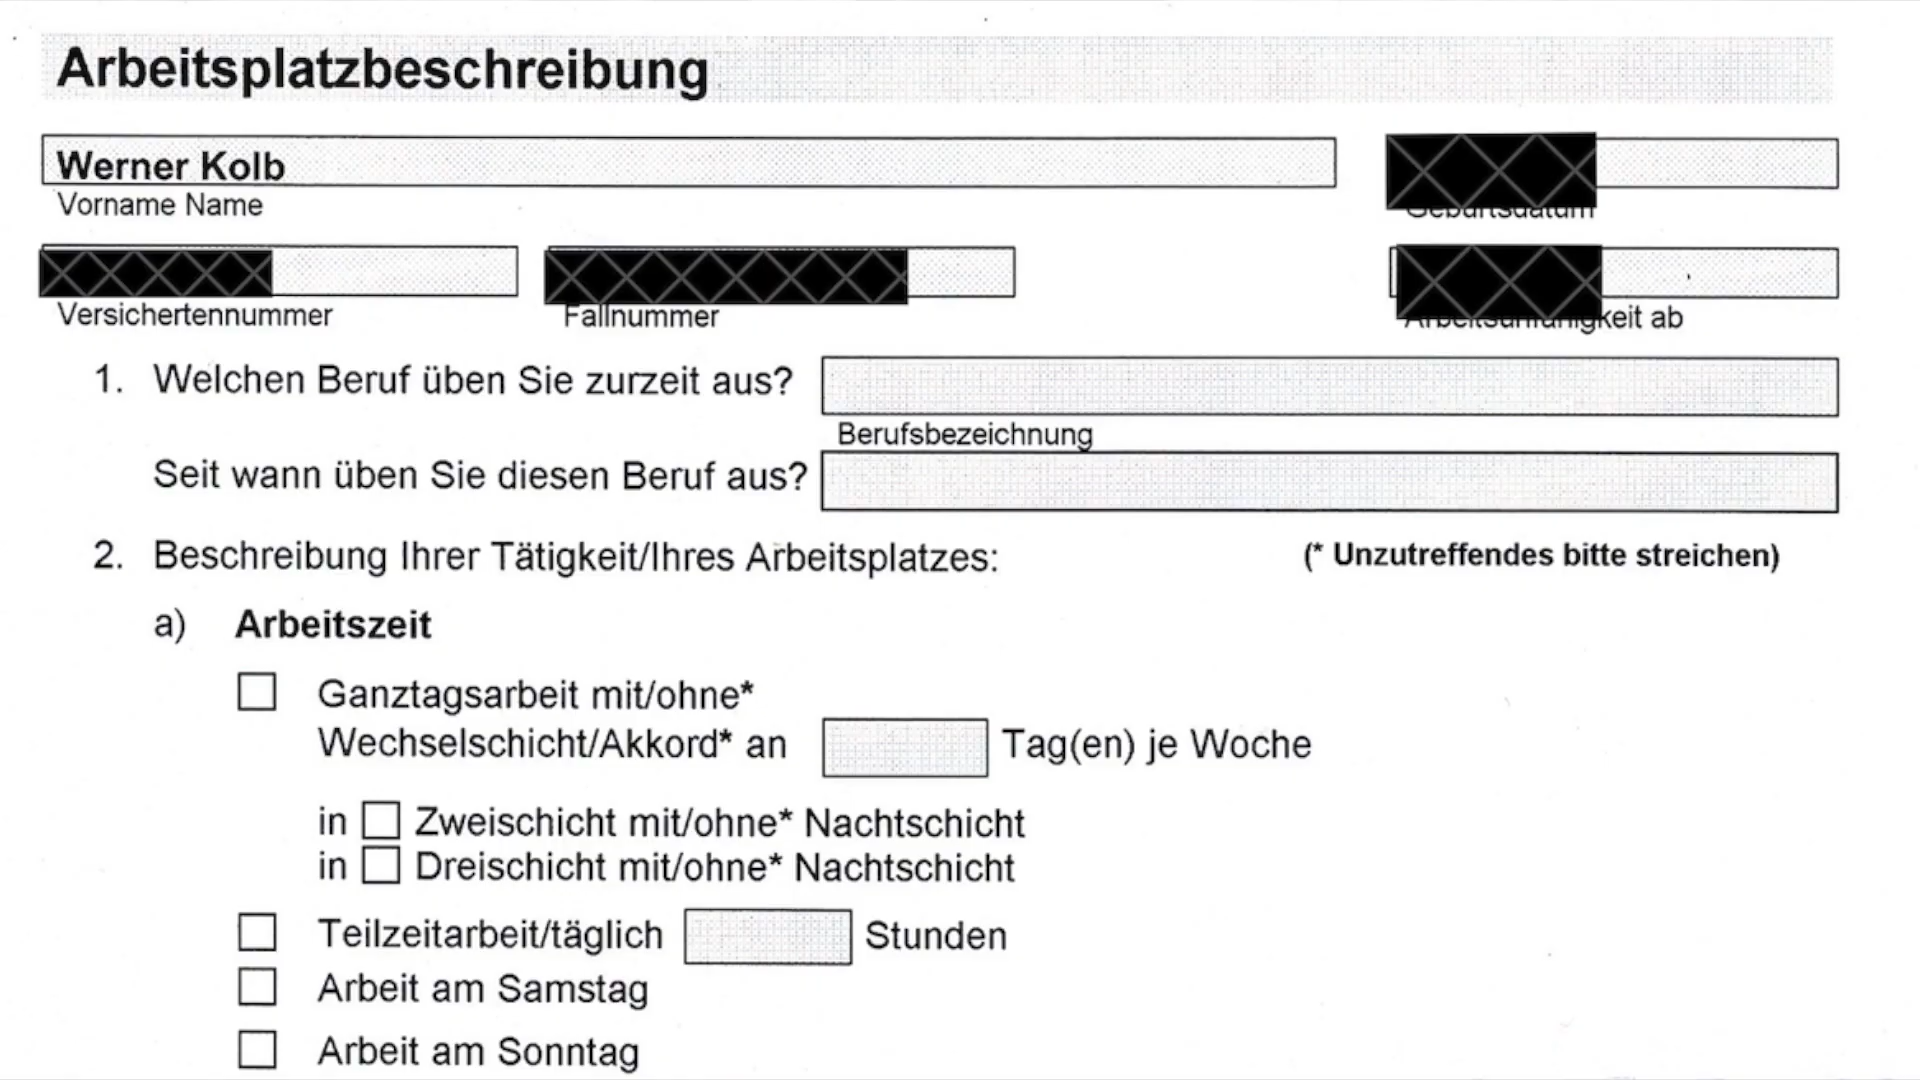 Arbeitsplatzbeschreibung
Werner Kolb
Vorname Name
Geburtsdatum
Versichertennummer
Fallnummer
Arbeitsunfähigkeit ab
1. Welchen Beruf üben Sie zurzeit aus?
Berufsbezeichnung
Seit wann üben Sie diesen Beruf aus?
2. Beschreibung Ihrer Tätigkeit/Ihres Arbeitsplatzes: (* Unzutreffendes bitte streichen)
a) Arbeitszeit
Ganztagsarbeit mit/ohne*
Wechselschicht/Akkord* an Tag(en) je Woche
in Zweischicht mit/ohne* Nachtschicht
in Dreischicht mit/ohne* Nachtschicht
Teilzeitarbeit/täglich Stunden
Arbeit am Samstag
Arbeit am Sonntag